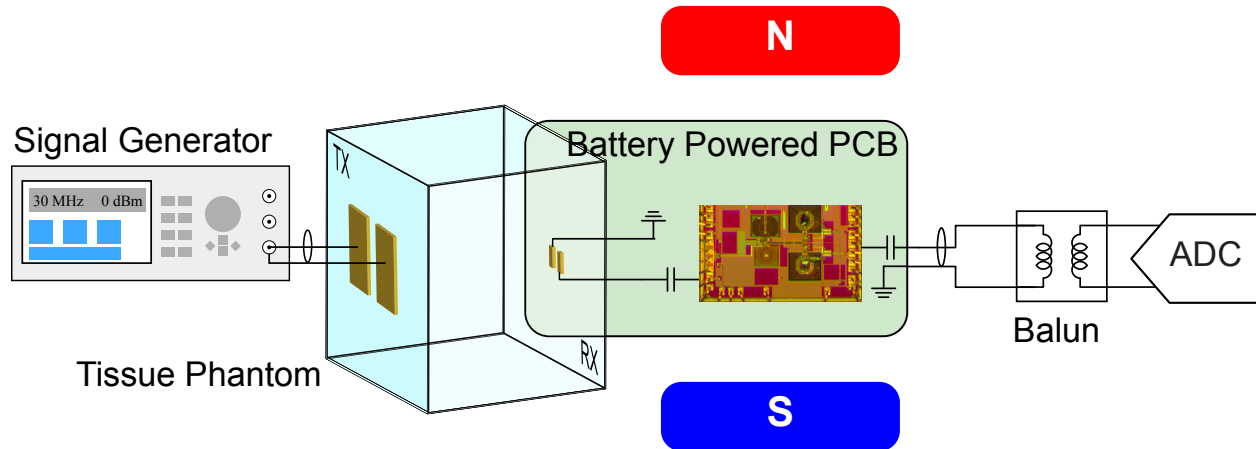 N
Signal Generator
Battery Powered PCB
TX
30 MHz 0 dBm
ADC
Balun
RX
Tissue Phantom
S